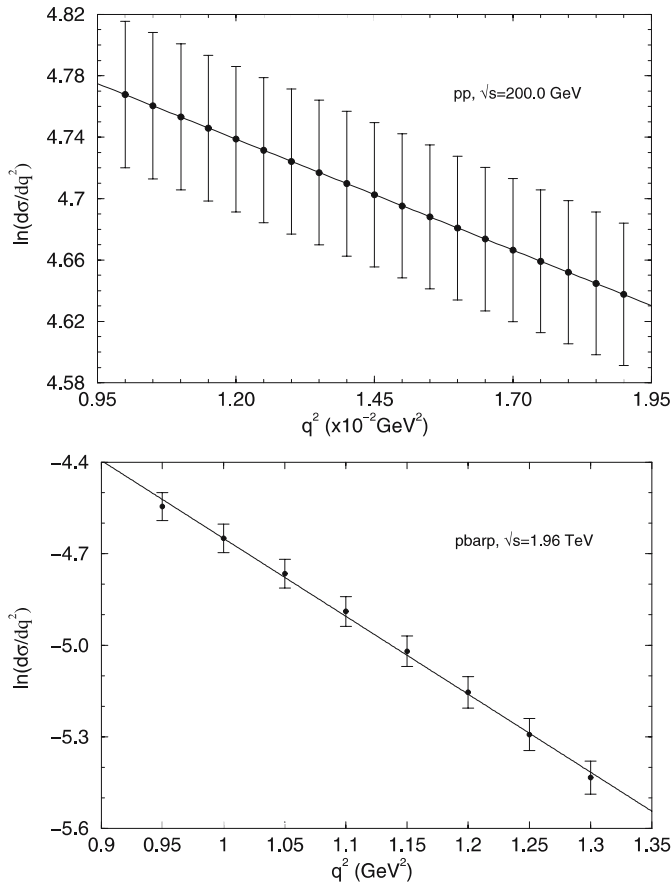 4.82
4.78
4.74
4.7
4.66
4.62
4.58
ln(dσ/dq²)
pp, √s=200.0 GeV
0.95 1.20 1.45 1.70 1.95
q² (x10⁻²GeV²)
−4.4
−4.7
−5.0
−5.3
−5.6
ln(dσ/dq²)
pbarp, √s=1.96 TeV
0.9 0.95 1 1.05 1.1 1.15 1.2 1.25 1.3 1.35
q² (GeV²)